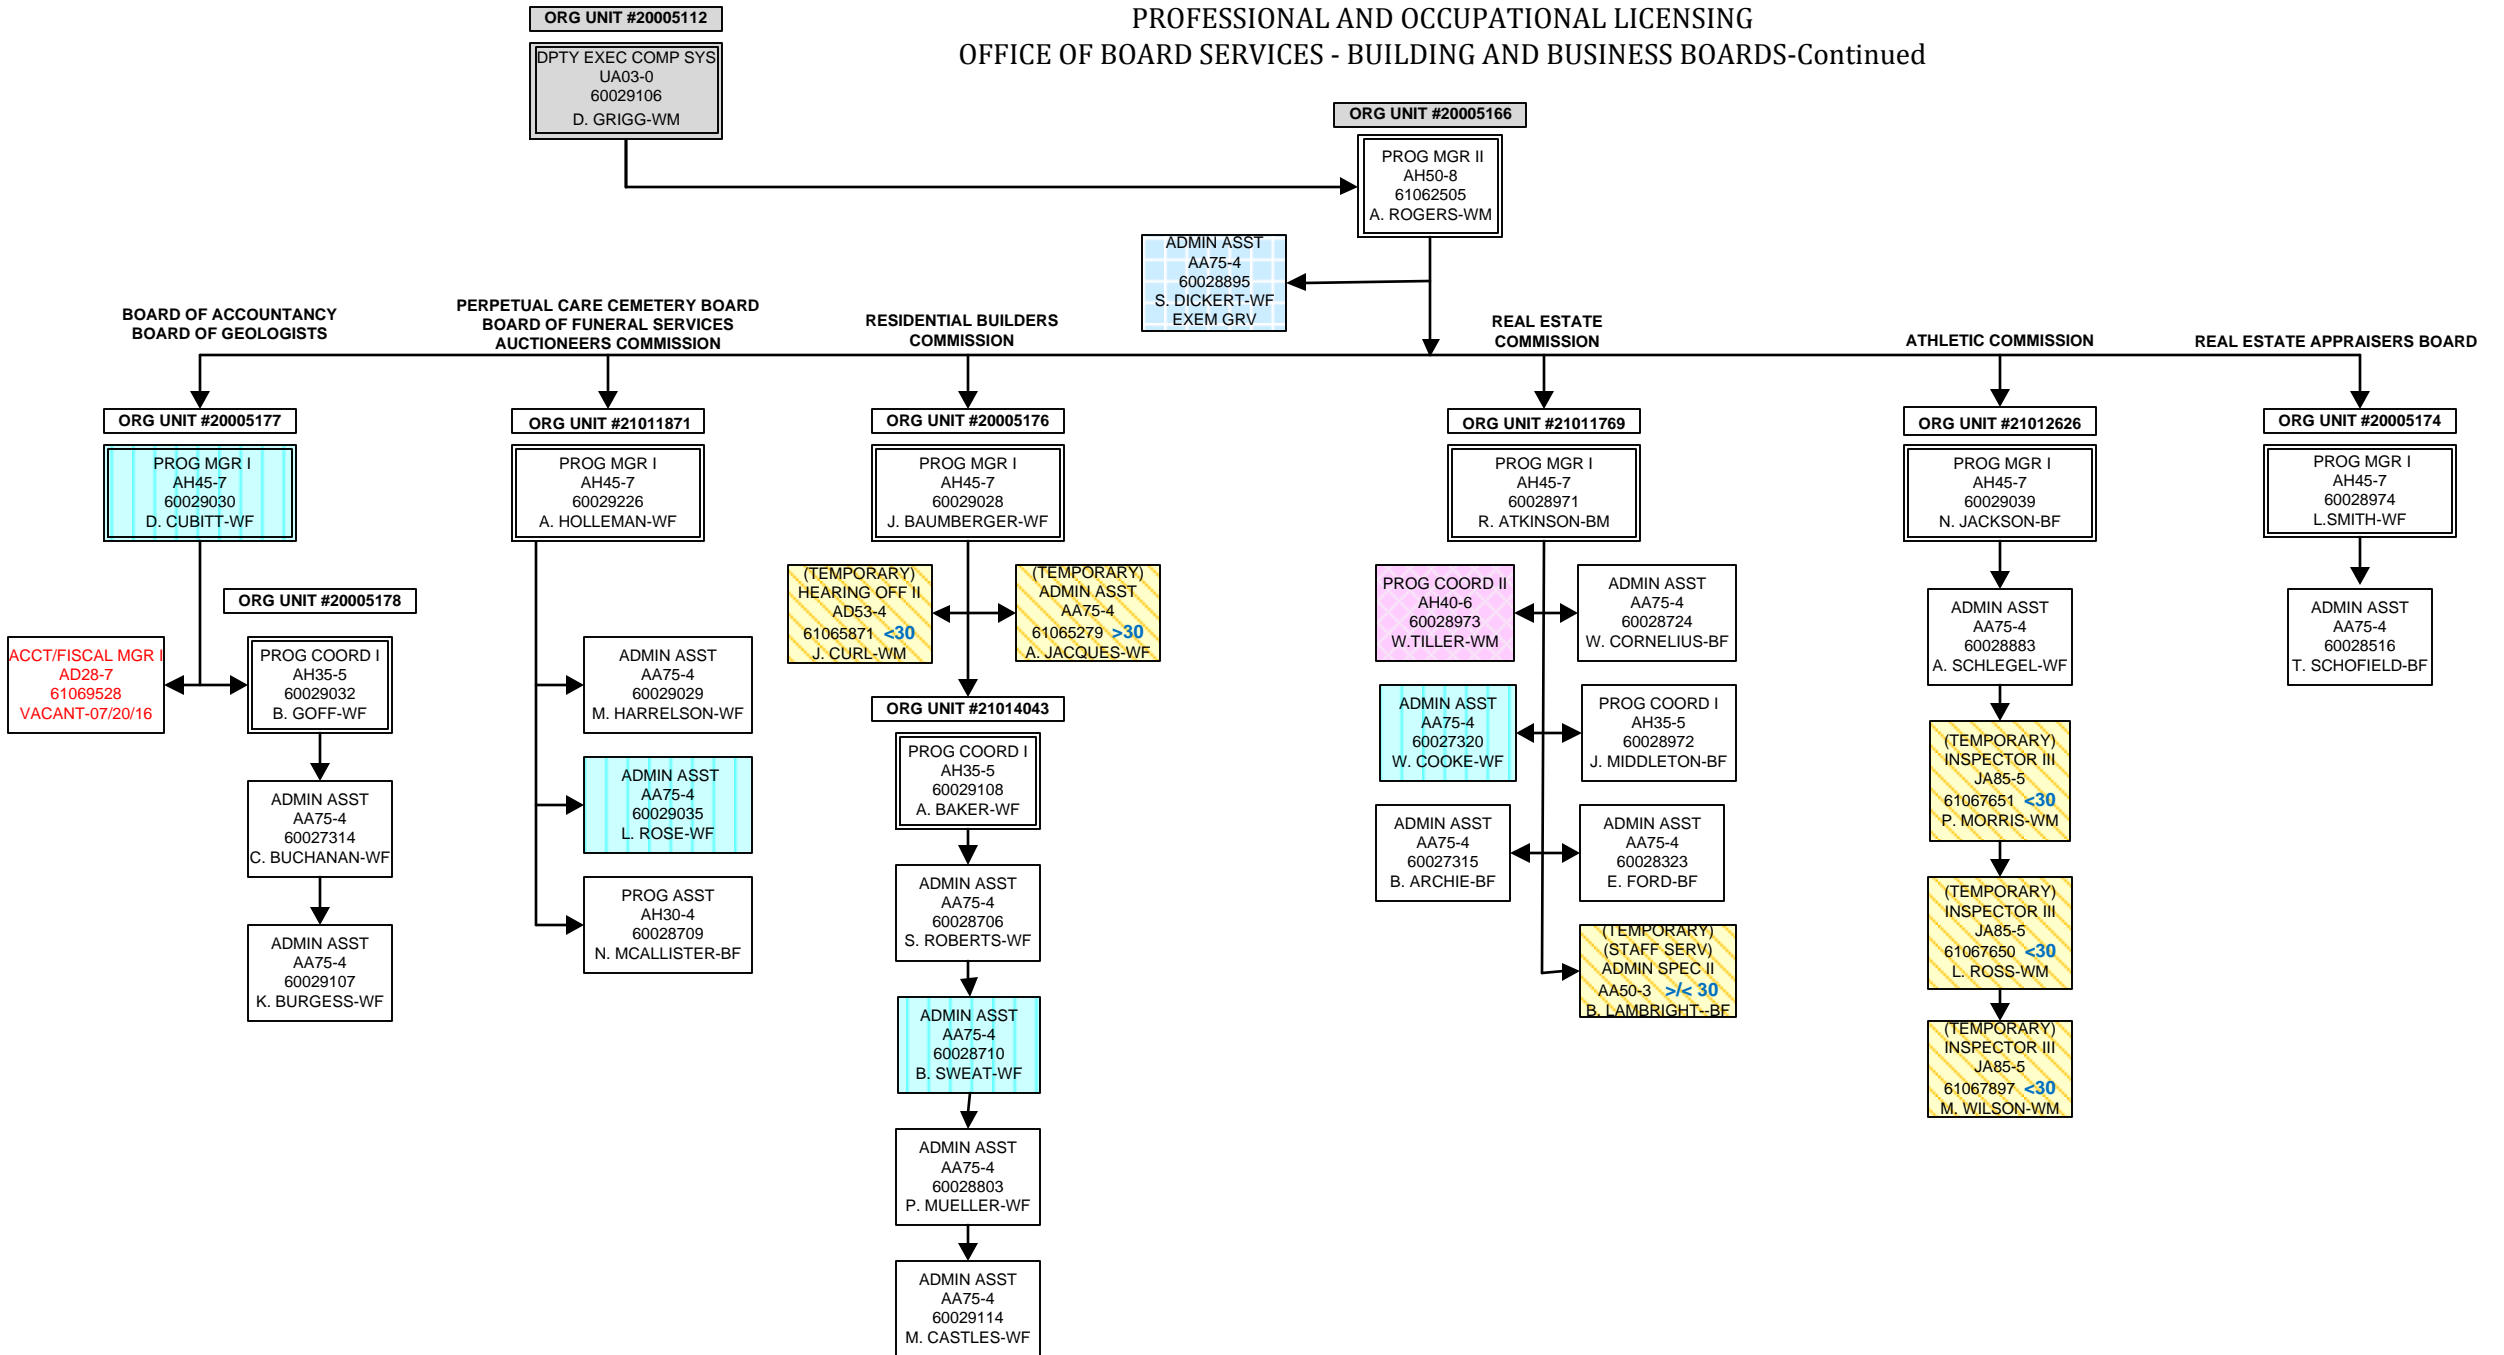 PROFESSIONAL AND OCCUPATIONAL LICENSING
OFFICE OF BOARD SERVICES - BUILDING AND BUSINESS BOARDS-Continued
ORG UNIT #20005112
DPTY EXEC COMP SYS
UA03-0
60029106
D. GRIGG-WM
ORG UNIT #20005166
PROG MGR II
AH50-8
61062505
A. ROGERS-WM
ADMIN ASST
AA75-4
60028895
S. DICKERT-WF
EXEM GRV
BOARD OF ACCOUNTANCY
BOARD OF GEOLOGISTS
ORG UNIT #20005177
PROG MGR I
AH45-7
60029030
D. CUBITT-WF
ORG UNIT #20005178
ACCT/FISCAL MGR I
AD28-7
61069528
VACANT-07/20/16
PROG COORD I
AH35-5
60029032
B. GOFF-WF
ADMIN ASST
AA75-4
60027314
C. BUCHANAN-WF
ADMIN ASST
AA75-4
60029107
K. BURGESS-WF
PERPETUAL CARE CEMETERY BOARD
BOARD OF FUNERAL SERVICES
AUCTIONEERS COMMISSION
ORG UNIT #21011871
PROG MGR I
AH45-7
60029226
A. HOLLEMAN-WF
ADMIN ASST
AA75-4
60029029
M. HARRELSON-WF
ADMIN ASST
AA75-4
60029035
L. ROSE-WF
PROG ASST
AH30-4
60028709
N. MCALLISTER-BF
RESIDENTIAL BUILDERS
COMMISSION
ORG UNIT #20005176
PROG MGR I
AH45-7
60029028
J. BAUMBERGER-WF
(TEMPORARY)
HEARING OFF II
AD53-4
61065871 <30
J. CURL-WM
(TEMPORARY)
ADMIN ASST
AA75-4
61065279 >30
A. JACQUES-WF
ORG UNIT #21014043
PROG COORD I
AH35-5
60029108
A. BAKER-WF
ADMIN ASST
AA75-4
60028706
S. ROBERTS-WF
ADMIN ASST
AA75-4
60028710
B. SWEAT-WF
ADMIN ASST
AA75-4
60028803
P. MUELLER-WF
ADMIN ASST
AA75-4
60029114
M. CASTLES-WF
REAL ESTATE
COMMISSION
ORG UNIT #21011769
PROG MGR I
AH45-7
60028971
R. ATKINSON-BM
PROG COORD II
AH40-6
60028973
W.TILLER-WM
ADMIN ASST
AA75-4
60028724
W. CORNELIUS-BF
ADMIN ASST
AA75-4
60027320
W. COOKE-WF
PROG COORD I
AH35-5
60028972
J. MIDDLETON-BF
ADMIN ASST
AA75-4
60027315
B. ARCHIE-BF
ADMIN ASST
AA75-4
60028323
E. FORD-BF
(TEMPORARY)
(STAFF SERV)
ADMIN SPEC II
AA50-3 >/< 30
B. LAMBRIGHT--BF
ATHLETIC COMMISSION
ORG UNIT #21012626
PROG MGR I
AH45-7
60029039
N. JACKSON-BF
ADMIN ASST
AA75-4
60028883
A. SCHLEGEL-WF
(TEMPORARY)
INSPECTOR III
JA85-5
61067651 <30
P. MORRIS-WM
(TEMPORARY)
INSPECTOR III
JA85-5
61067650 <30
L. ROSS-WM
(TEMPORARY)
INSPECTOR III
JA85-5
61067897 <30
M. WILSON-WM
REAL ESTATE APPRAISERS BOARD
ORG UNIT #20005174
PROG MGR I
AH45-7
60028974
L.SMITH-WF
ADMIN ASST
AA75-4
60028516
T. SCHOFIELD-BF